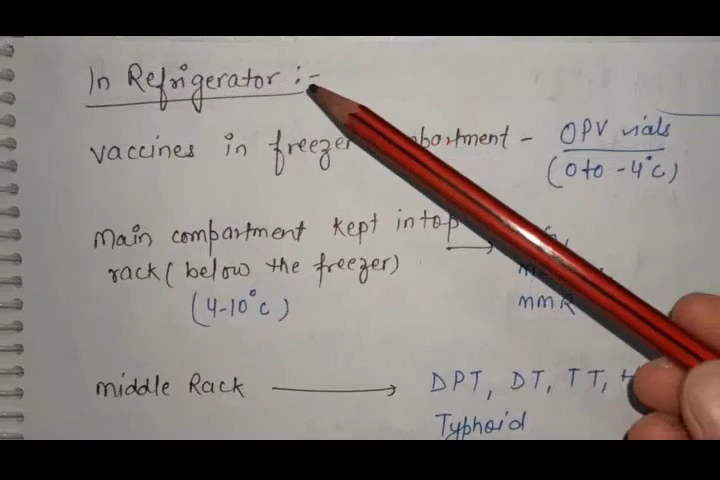 In Refrigerator :-
vaccines in freezer compartment - OPV vials
(0 to -4°C)
Main compartment kept in top
rack (below the freezer)
MMR
(4-10°C)
middle Rack → DPT, DT, TT,
Typhoid